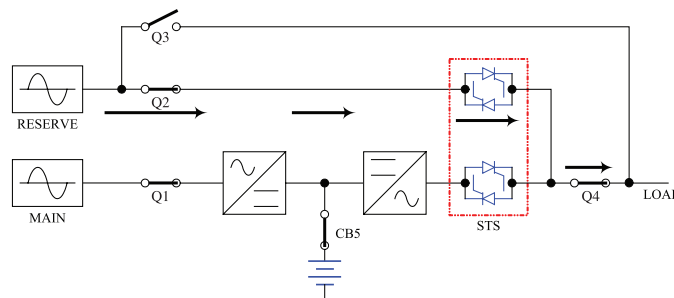 Q3
RESERVE
Q2
MAIN
Q1
CB5
STS
Q4
LOAD